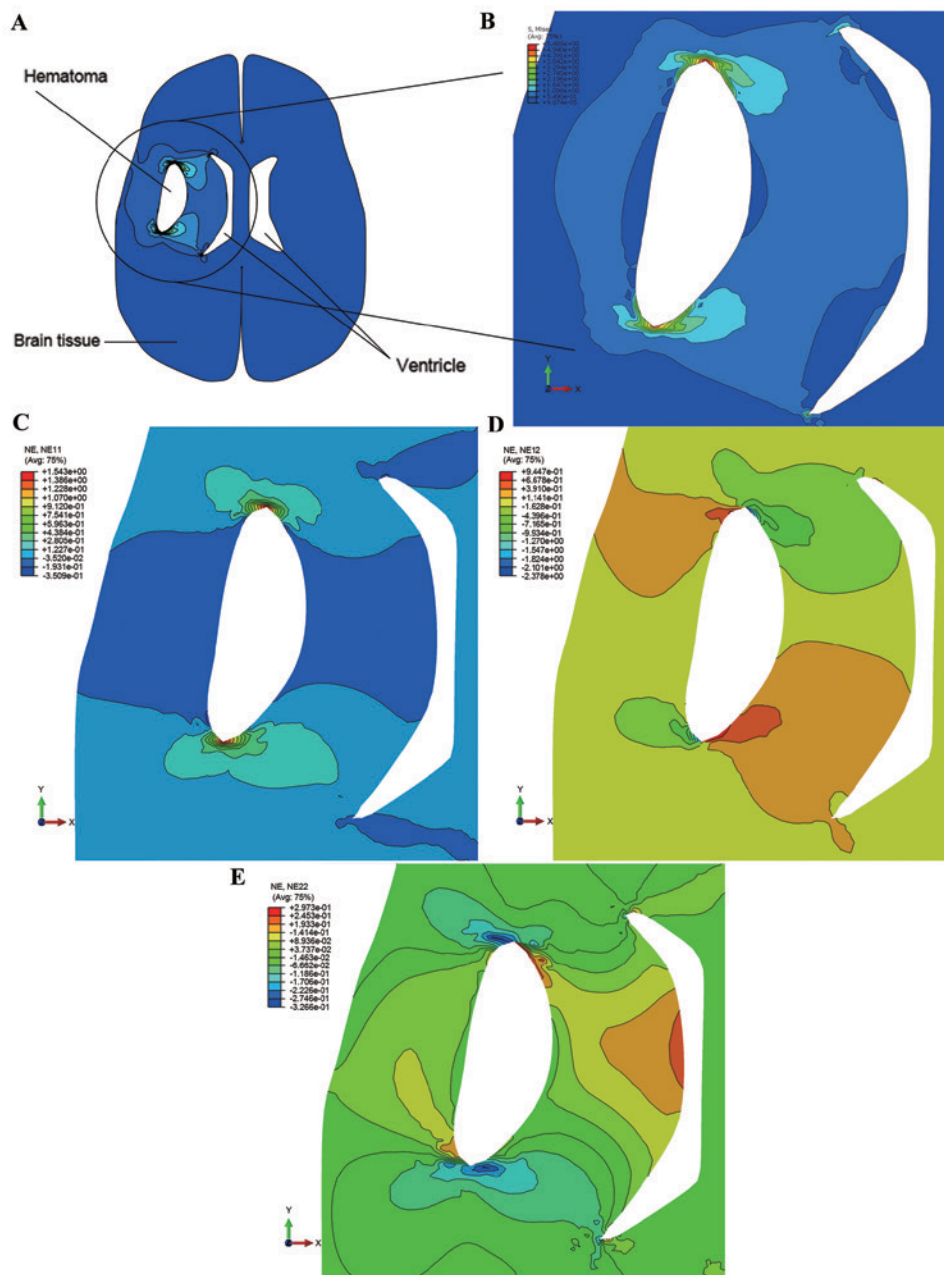 A
Hematoma
Brain tissue
Ventricle
B
S, Mises
(Avg: 75%)
Y
Z
X
C
NE, NE11
(Avg: 75%)
+1.543e+00
+1.386e+00
+1.228e+00
+1.070e+00
+9.120e-01
+7.541e-01
+5.963e-01
+4.384e-01
+2.805e-01
+1.227e-01
-3.520e-02
-1.931e-01
-3.509e-01
Y
X
D
NE, NE12
(Avg: 75%)
+9.447e-01
+6.678e-01
+3.910e-01
+1.141e-01
-1.628e-01
-4.396e-01
-7.165e-01
-9.934e-01
-1.270e+00
-1.547e+00
-1.824e+00
-2.101e+00
-2.378e+00
Y
X
E
NE, NE22
(Avg: 75%)
+2.973e-01
+2.453e-01
+1.933e-01
-1.414e-01
+8.936e-02
+3.737e-02
-1.463e-02
-6.662e-02
-1.186e-01
-1.706e-01
-2.226e-01
-2.746e-01
-3.266e-01
Y
X